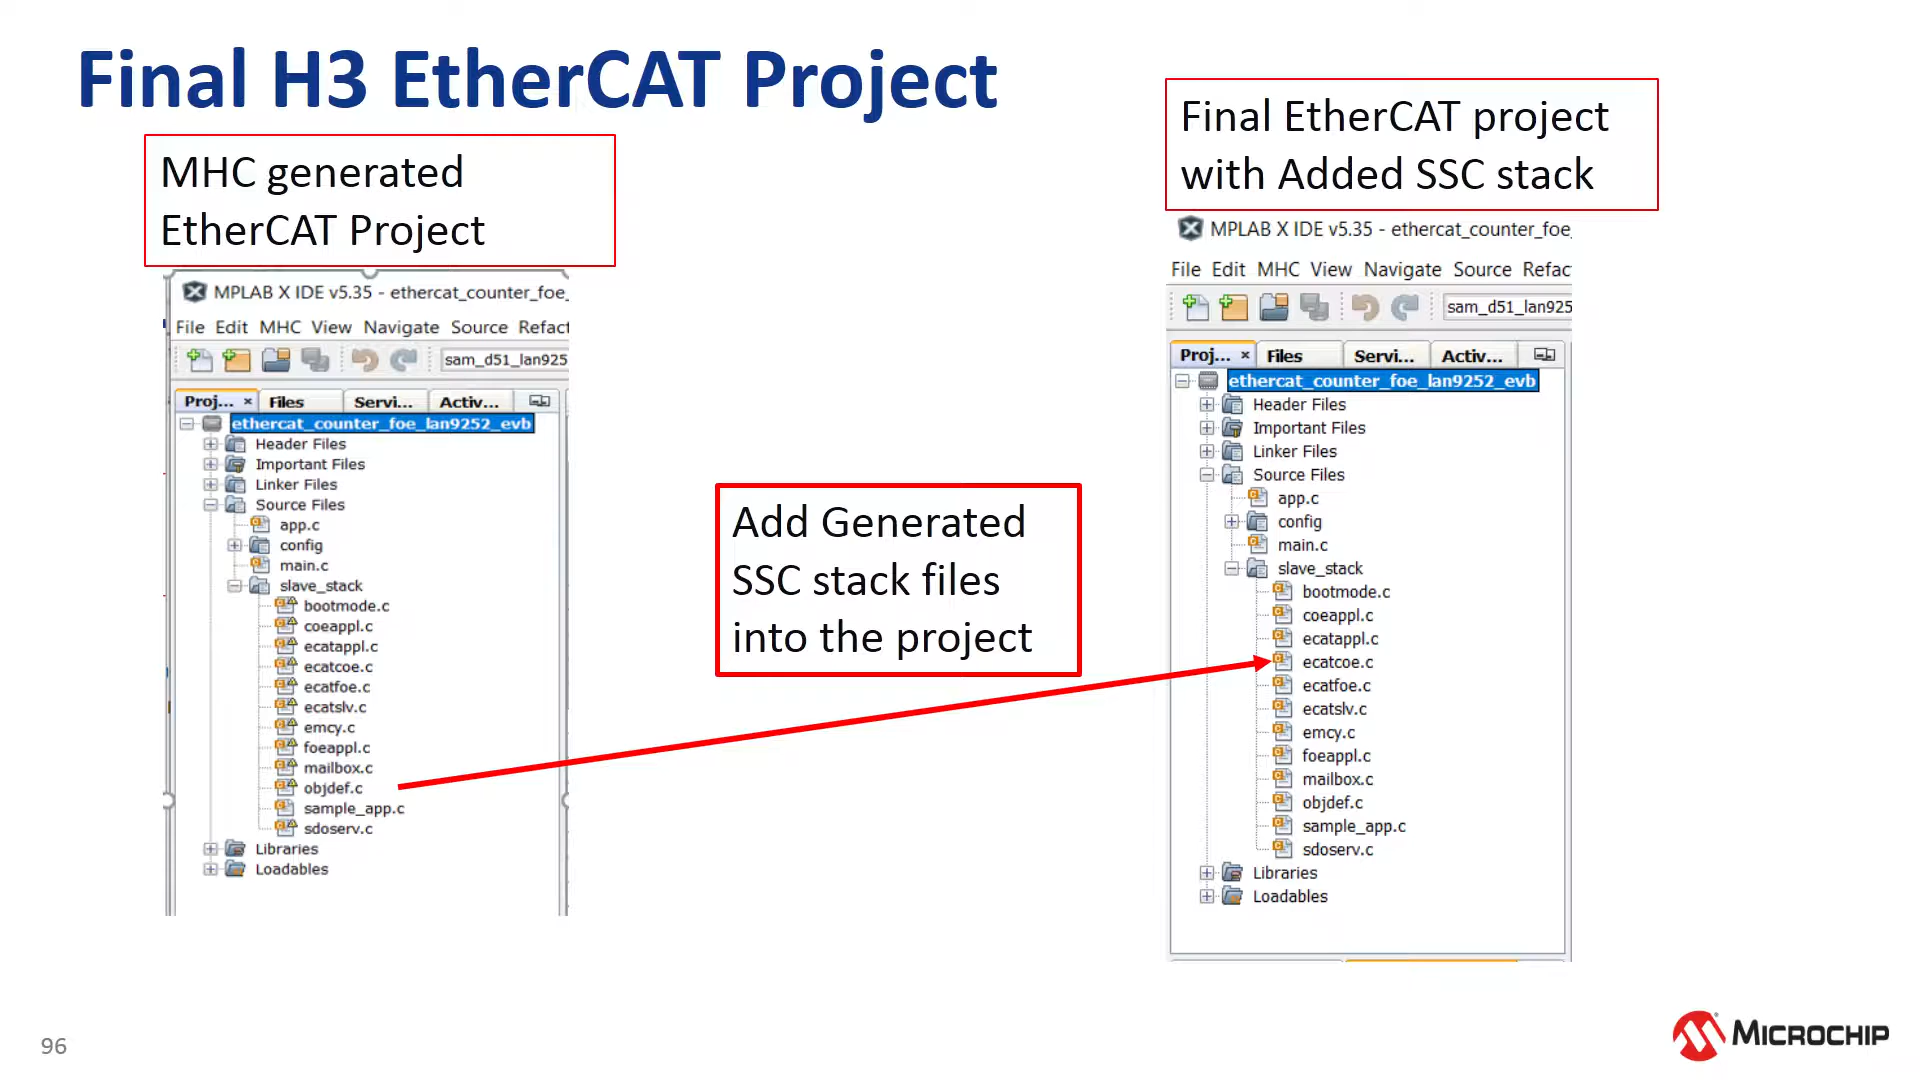 Final H3 EtherCAT Project
MHC generated
EtherCAT Project
MPLAB X IDE v5.35 - ethercat_counter_foe_
File Edit MHC View Navigate Source Refact
sam_d51_lan925
Proj... × Files Servi... Activ...
ethercat_counter_foe_lan9252_evb
Header Files
Important Files
Linker Files
Source Files
app.c
config
main.c
slave_stack
bootmode.c
coeappl.c
ecatappl.c
ecatcoe.c
ecatfoe.c
ecatslv.c
emcy.c
foeappl.c
mailbox.c
objdef.c
sample_app.c
sdoserv.c
Libraries
Loadables
Add Generated
SSC stack files
into the project
Final EtherCAT project
with Added SSC stack
MPLAB X IDE v5.35 - ethercat_counter_foe_
File Edit MHC View Navigate Source Refac
sam_d51_lan925
Proj... × Files Servi... Activ...
ethercat_counter_foe_lan9252_evb
Header Files
Important Files
Linker Files
Source Files
app.c
config
main.c
slave_stack
bootmode.c
coeappl.c
ecatappl.c
ecatcoe.c
ecatfoe.c
ecatslv.c
emcy.c
foeappl.c
mailbox.c
objdef.c
sample_app.c
sdoserv.c
Libraries
Loadables
96
MICROCHIP